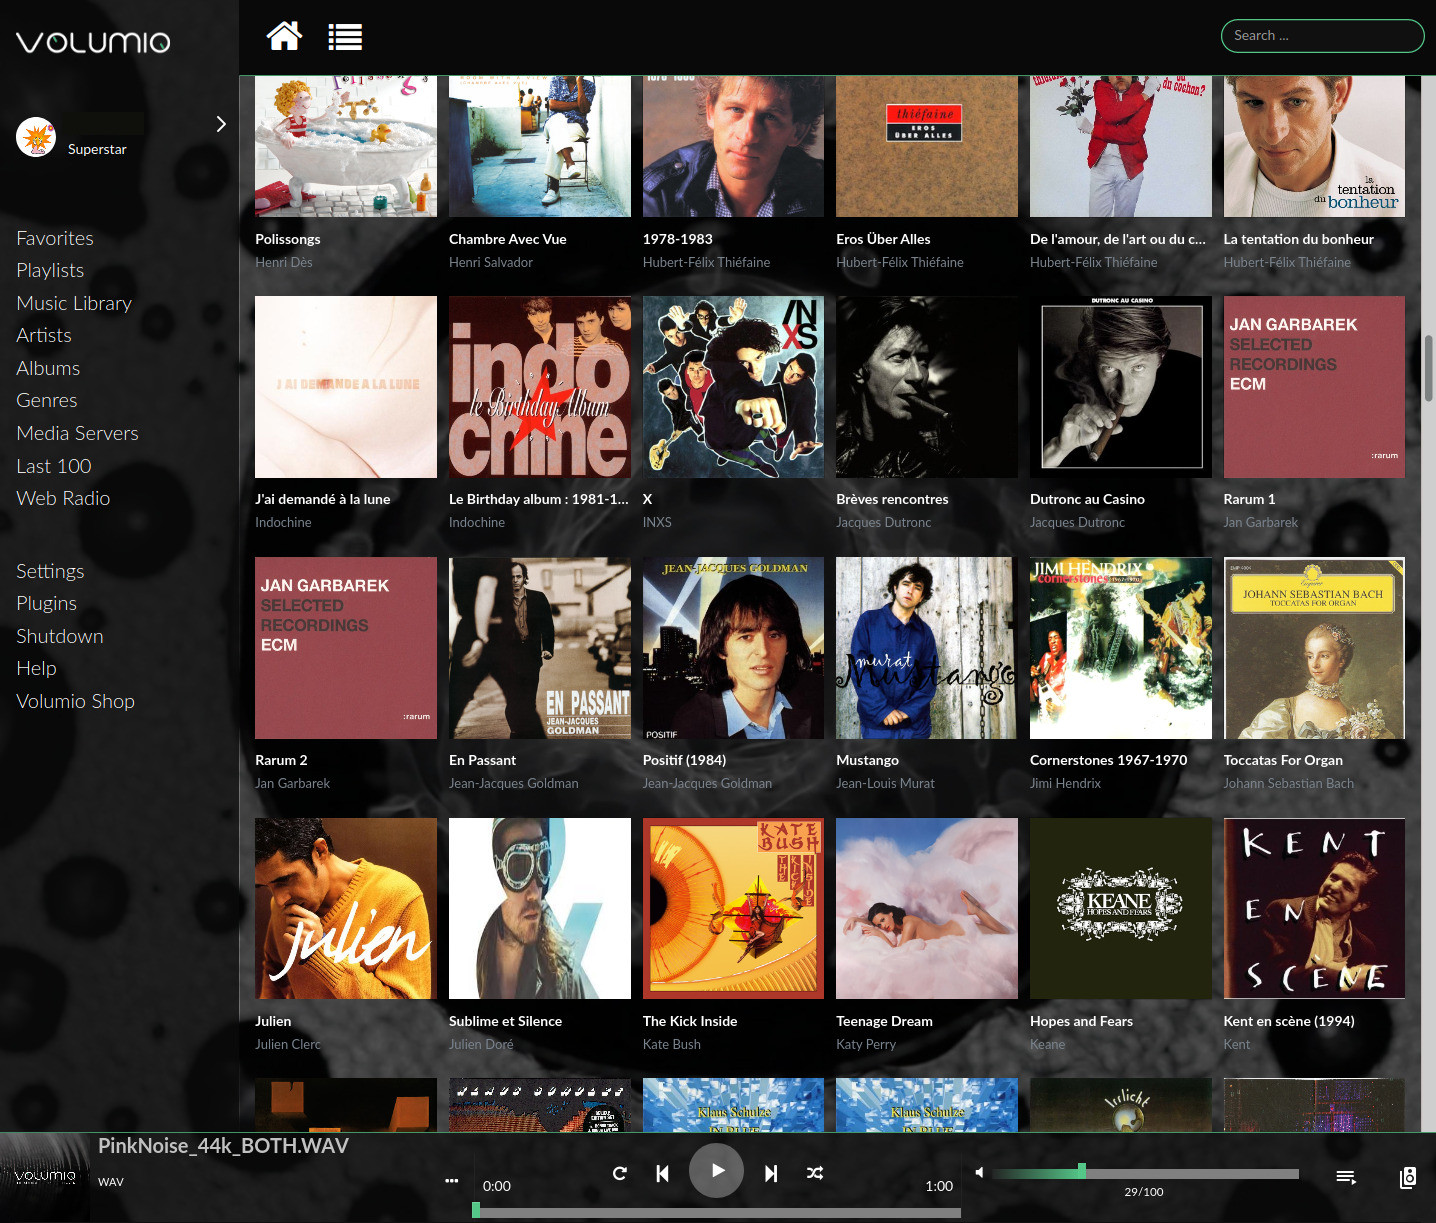 VOLUMIO
Search ...
Superstar
Favorites
Playlists
Music Library
Artists
Albums
Genres
Media Servers
Last 100
Web Radio
Settings
Plugins
Shutdown
Help
Volumio Shop
thiéfaine
EROS
ÜBER ALLES
du cochon?
la
tentation
du bonheur
Polissongs
Chambre Avec Vue
1978-1983
Eros Über Alles
De l'amour, de l'art ou du c...
La tentation du bonheur
Henri Dès
Henri Salvador
Hubert-Félix Thiéfaine
Hubert-Félix Thiéfaine
Hubert-Félix Thiéfaine
Hubert-Félix Thiéfaine
J AI DEMANDE A LA LUNE
indo
le Birthday Album
chine
INXS
DUTRONC AU CASINO
JAN GARBAREK
SELECTED
RECORDINGS
ECM
:rarum
J'ai demandé à la lune
Le Birthday album : 1981-1...
X
Brèves rencontres
Dutronc au Casino
Rarum 1
Indochine
Indochine
INXS
Jacques Dutronc
Jacques Dutronc
Jan Garbarek
JAN GARBAREK
SELECTED
RECORDINGS
ECM
:rarum
EN PASSANT
JEAN-JACQUES
GOLDMAN
JEAN-JACQUES GOLDMAN
POSITIF
murat
Mustango
JIMI HENDRIX
cornerstones 1967-1970
JOHANN SEBASTIAN BACH
TOCCATAS FOR ORGAN
Rarum 2
En Passant
Positif (1984)
Mustango
Cornerstones 1967-1970
Toccatas For Organ
Jan Garbarek
Jean-Jacques Goldman
Jean-Jacques Goldman
Jean-Louis Murat
Jimi Hendrix
Johann Sebastian Bach
julien
KATE
BUSH
THE KICK INSIDE
KEANE
HOPES AND FEARS
KENT
EN
SCÈNE
Julien
Sublime et Silence
The Kick Inside
Teenage Dream
Hopes and Fears
Kent en scène (1994)
Julien Clerc
Julien Doré
Kate Bush
Katy Perry
Keane
Kent
Klaus Schulze
IN BLUE
Klaus Schulze
IN BLUE
Irrlicht
VOLUMIO
PinkNoise_44k_BOTH.WAV
WAV
0:00
1:00
29/100